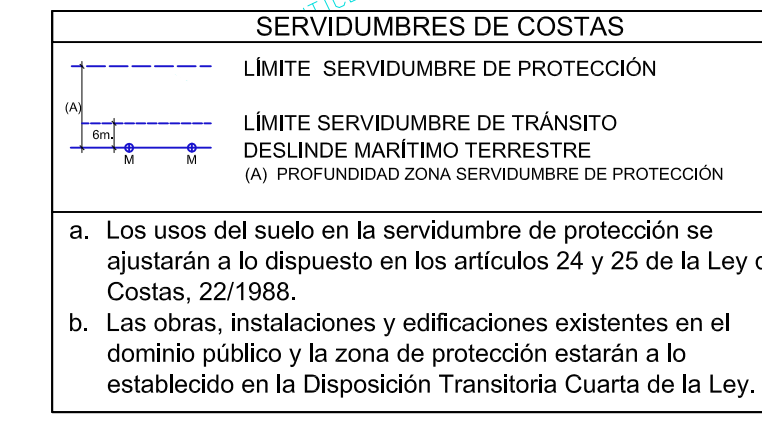 SERVIDUMBRES DE COSTAS
LÍMITE SERVIDUMBRE DE PROTECCIÓN
(A)
LÍMITE SERVIDUMBRE DE TRÁNSITO
6m.
DESLINDE MARÍTIMO TERRESTRE
M M
(A) PROFUNDIDAD ZONA SERVIDUMBRE DE PROTECCIÓN
a. Los usos del suelo en la servidumbre de protección se
ajustarán a lo dispuesto en los artículos 24 y 25 de la Ley
Costas, 22/1988.
b. Las obras, instalaciones y edificaciones existentes en el
dominio público y la zona de protección estarán a lo
establecido en la Disposición Transitoria Cuarta de la Ley.